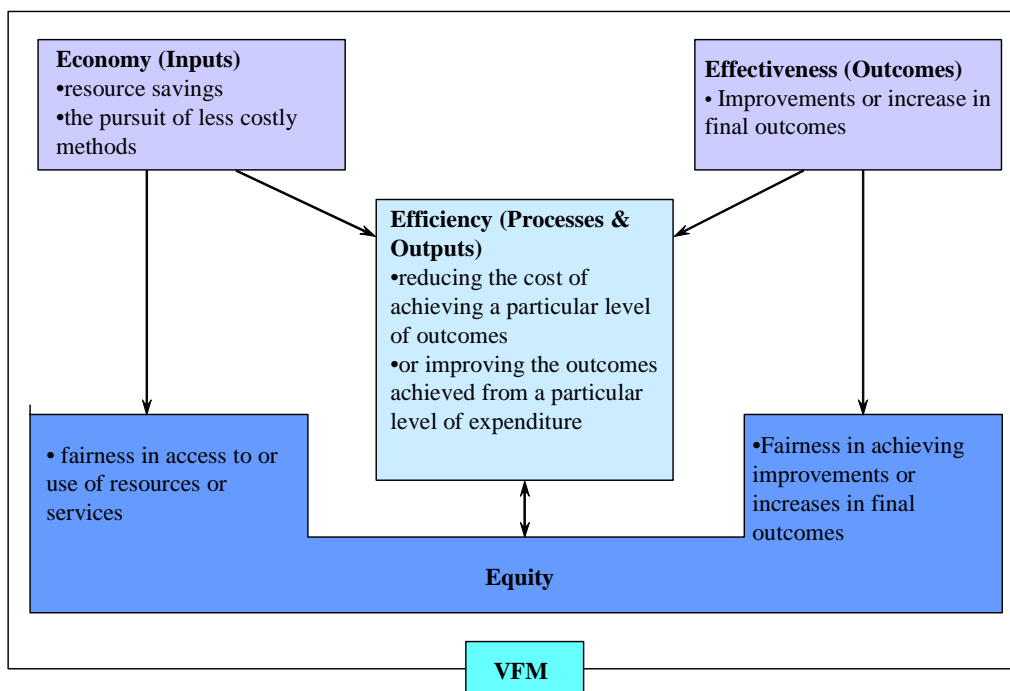 Economy (Inputs)
•resource savings
•the pursuit of less costly
methods
Effectiveness (Outcomes)
• Improvements or increase in
final outcomes
Efficiency (Processes &
Outputs)
•reducing the cost of
achieving a particular level
of outcomes
•or improving the outcomes
achieved from a particular
level of expenditure
• fairness in access to or
use of resources or
services
•Fairness in achieving
improvements or
increases in final
outcomes
Equity
VFM